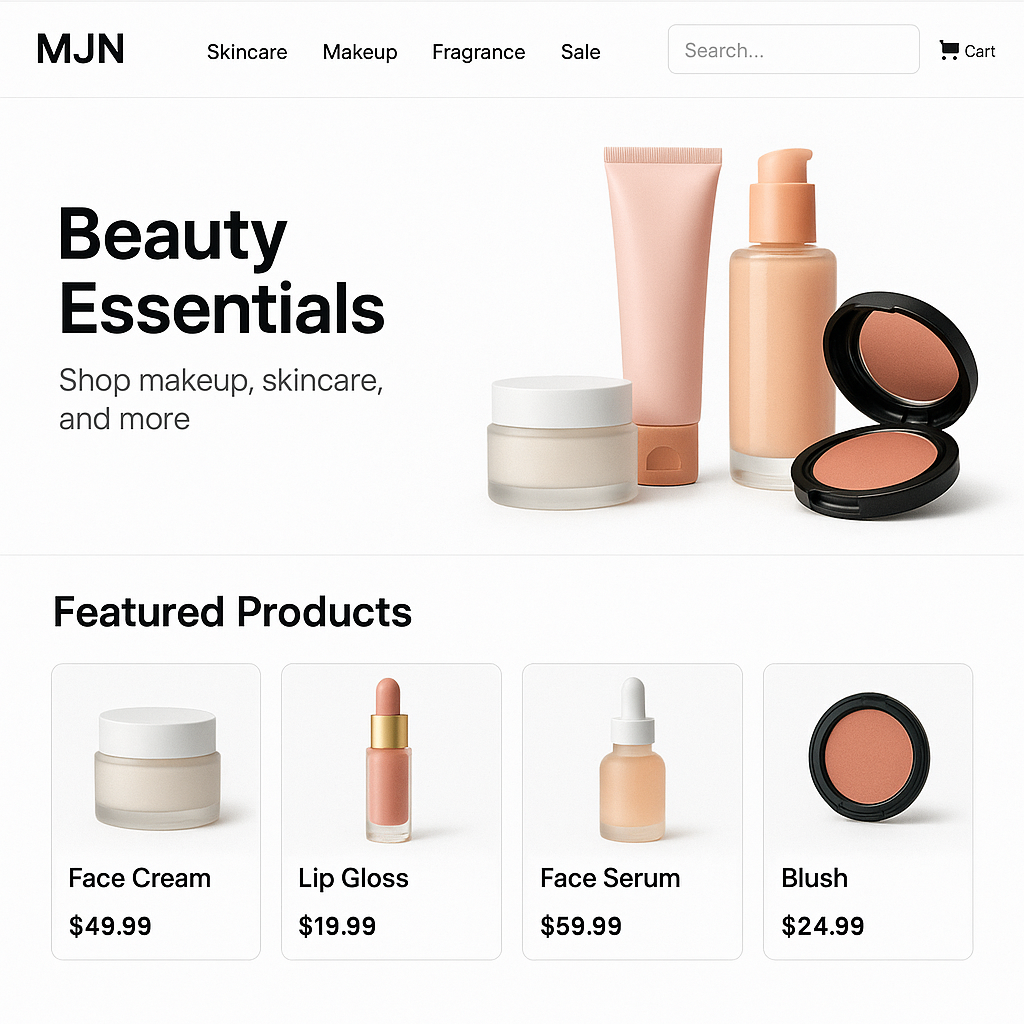 MJN
Skincare
Makeup
Fragrance
Sale
Search...
Cart
Beauty
Essentials
Shop makeup, skincare,
and more
Featured Products
Face Cream
$49.99
Lip Gloss
$19.99
Face Serum
$59.99
Blush
$24.99